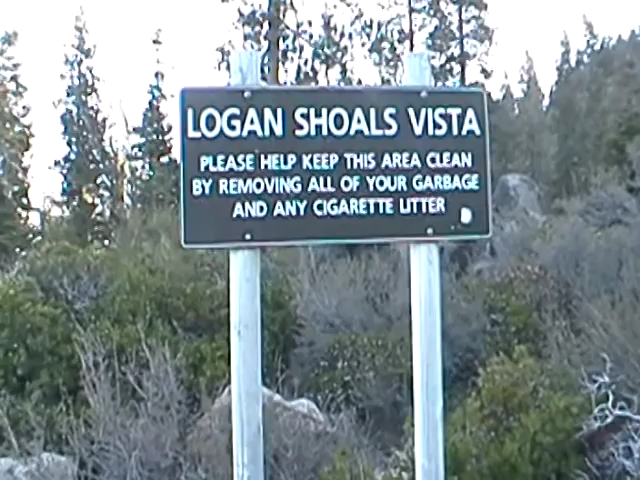 LOGAN SHOALS VISTA
PLEASE HELP KEEP THIS AREA CLEAN
BY REMOVING ALL OF YOUR GARBAGE
AND ANY CIGARETTE LITTER